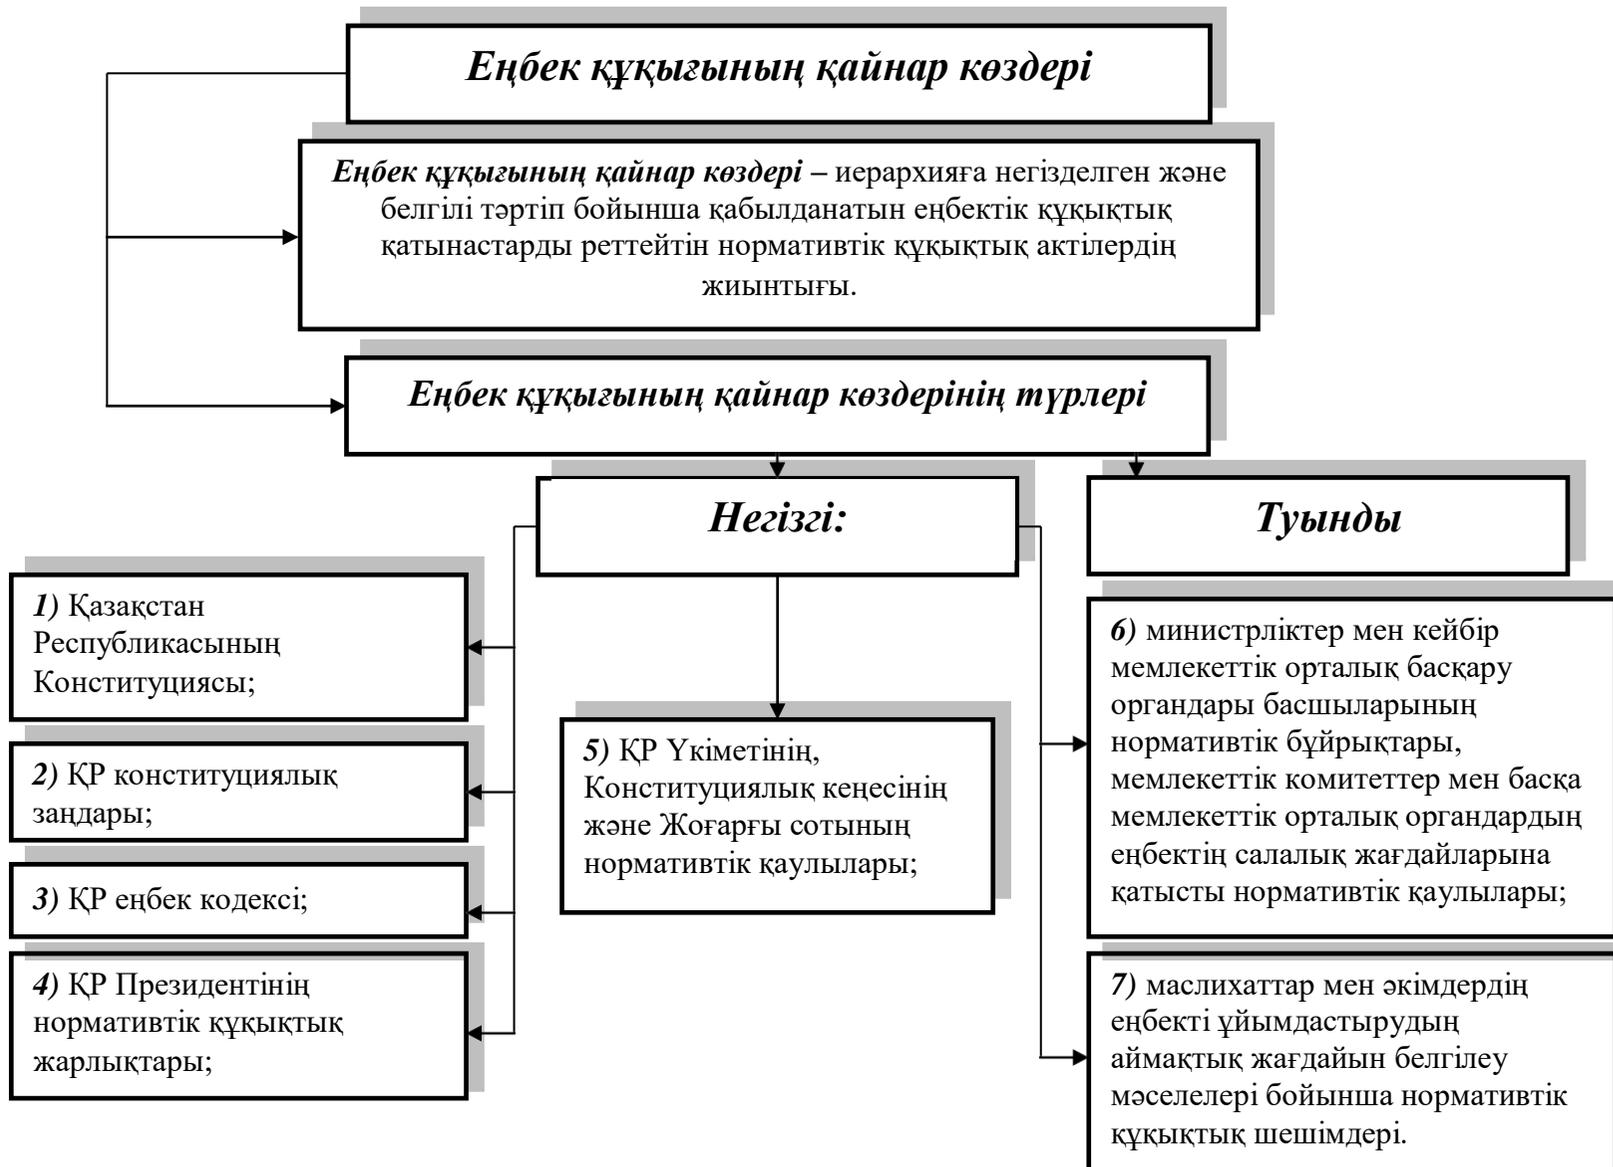 Еңбек құқығының қайнар көздері
Еңбек құқығының қайнар көздері – иерархияға негізделген және
белгілі тәртіп бойынша қабылданатын еңбектік құқықтық
қатынастарды реттейтін нормативтік құқықтық актілердің
жиынтығы.
Еңбек құқығының қайнар көздерінің түрлері
Негізгі:
Туынды
1) Қазақстан
Республикасының
Конституциясы;
2) ҚР конституциялық
заңдары;
3) ҚР еңбек кодексі;
4) ҚР Президентінің
нормативтік құқықтық
жарлықтары;
5) ҚР Үкіметінің,
Конституциялық кеңесінің
және Жоғарғы сотының
нормативтік қаулылары;
6) министрліктер мен кейбір
мемлекеттік орталық басқару
органдары басшыларының
нормативтік бұйрықтары,
мемлекеттік комитеттер мен басқа
мемлекеттік орталық органдардың
еңбектің салалық жағдайларына
қатысты нормативтік қаулылары;
7) маслихаттар мен әкімдердің
еңбекті ұйымдастырудың
аймақтық жағдайын белгілеу
мәселелері бойынша нормативтік
құқықтық шешімдері.